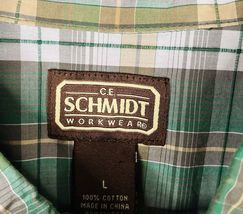 C.E.
SCHMIDT
WORKWEAR®
L
100% COTTON
MADE IN CHINA